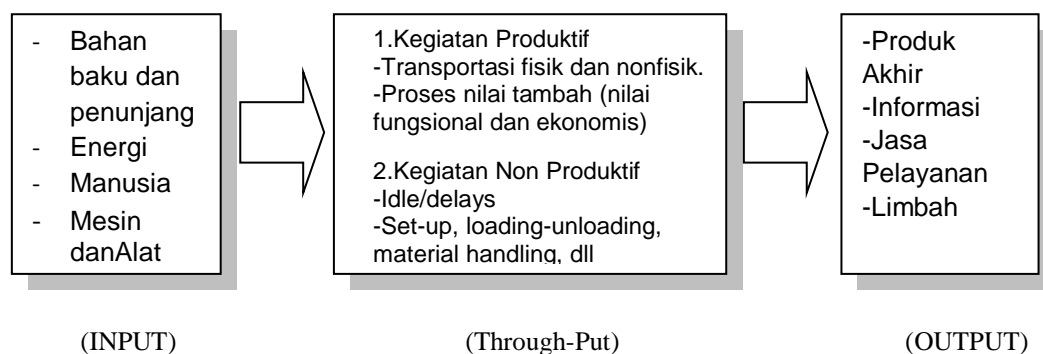 - Bahan
baku dan
penunjang
- Energi
- Manusia
- Mesin
danAlat
1.Kegiatan Produktif
-Transportasi fisik dan nonfisik.
-Proses nilai tambah (nilai
fungsional dan ekonomis)
2.Kegiatan Non Produktif
-Idle/delays
-Set-up, loading-unloading,
material handling, dll
-Produk
Akhir
-Informasi
-Jasa
Pelayanan
-Limbah
(INPUT)
(Through-Put)
(OUTPUT)